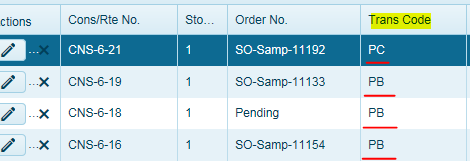 ctions Cons/Rte No. Sto... Order No. Trans Code
... CNS-6-21 1 SO-Samp-11192 PC
... CNS-6-19 1 SO-Samp-11133 PB
... CNS-6-18 1 Pending PB
... CNS-6-16 1 SO-Samp-11154 PB